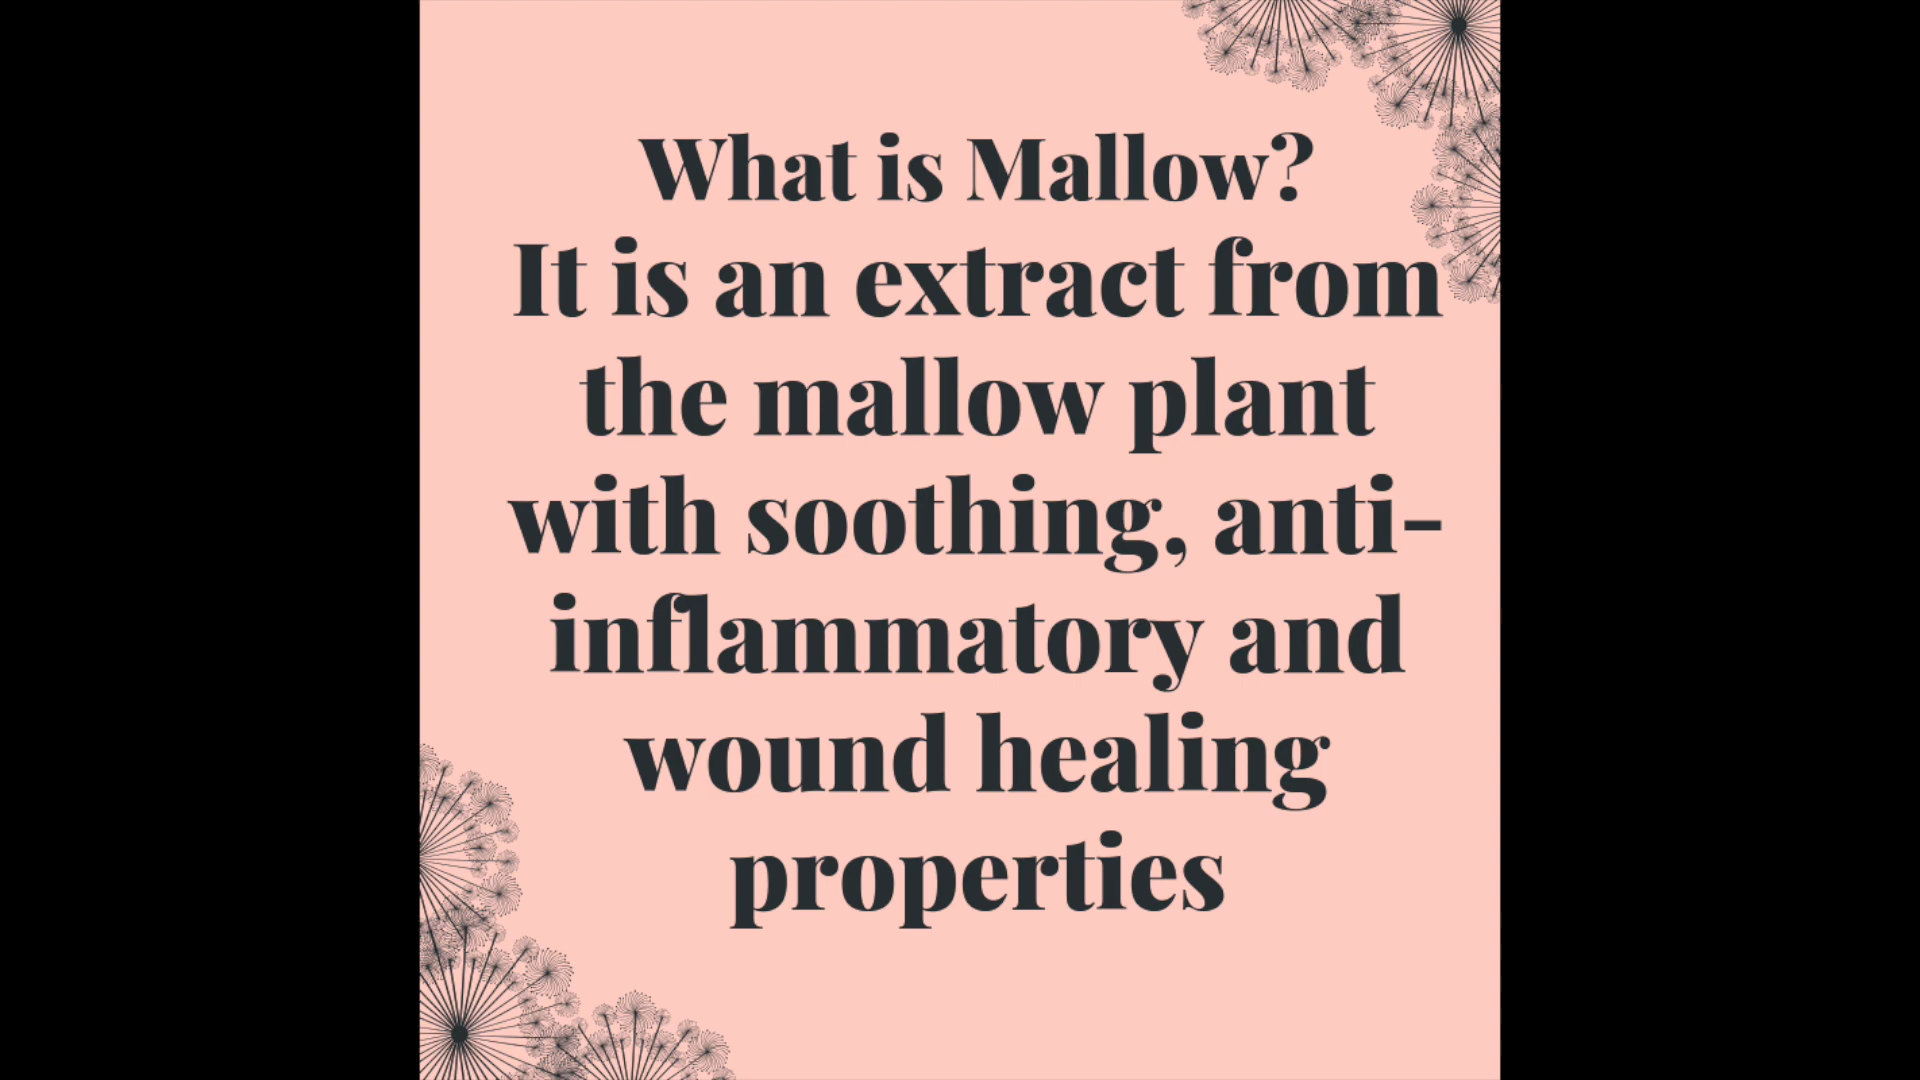 What is Mallow?
It is an extract from
the mallow plant
with soothing, anti-
inflammatory and
wound healing
properties